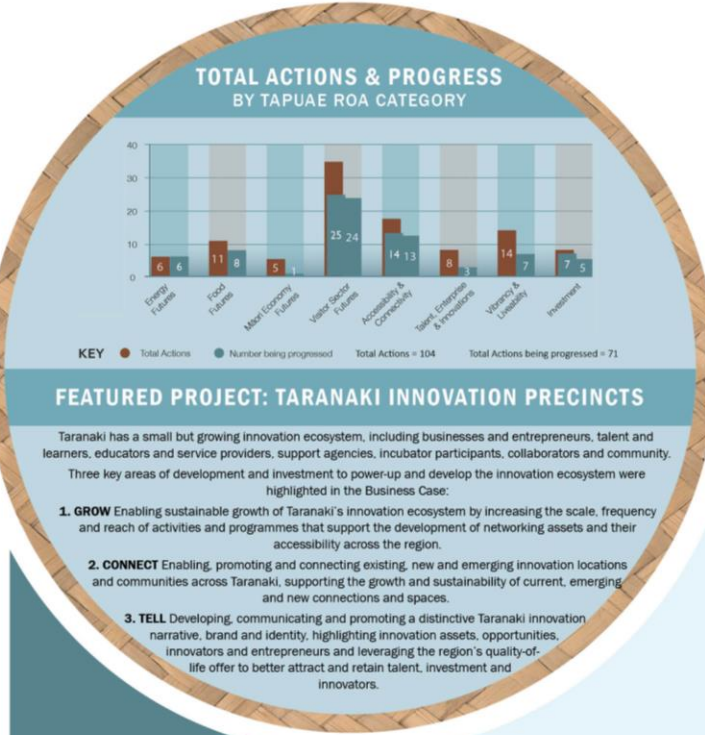 TOTAL ACTIONS & PROGRESS
BY TAPUAE ROA CATEGORY
40
30
20
10
0
6 6
11 8
5 1
25 24
14 13
8 3
14 7
7 5
Energy
Futures
Food
Futures
Māori Economy
Futures
Visitor Sector
Futures
Accessibility &
Connectivity
Talent, Enterprise
& Innovations
Vibrancy &
Liveability
Investment
KEY Total Actions Number being progressed Total Actions = 104 Total Actions being progressed = 71
FEATURED PROJECT: TARANAKI INNOVATION PRECINCTS
Taranaki has a small but growing innovation ecosystem, including businesses and entrepreneurs, talent and
learners, educators and service providers, support agencies, incubator participants, collaborators and community.
Three key areas of development and investment to power-up and develop the innovation ecosystem were
highlighted in the Business Case:
1. GROW Enabling sustainable growth of Taranaki's innovation ecosystem by increasing the scale, frequency
and reach of activities and programmes that support the development of networking assets and their
accessibility across the region.
2. CONNECT Enabling, promoting and connecting existing, new and emerging innovation locations
and communities across Taranaki, supporting the growth and sustainability of current, emerging
and new connections and spaces.
3. TELL Developing, communicating and promoting a distinctive Taranaki innovation
narrative, brand and identity, highlighting innovation assets, opportunities,
innovators and entrepreneurs and leveraging the region's quality-of-
life offer to better attract and retain talent, investment and
innovators.